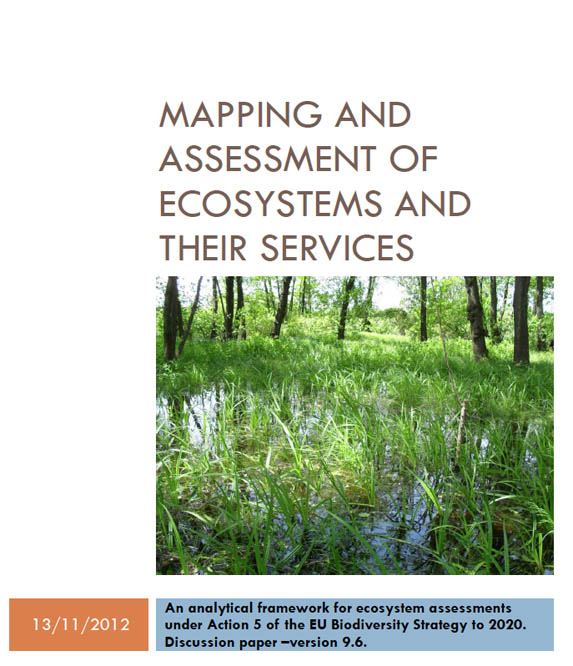 MAPPING AND
ASSESSMENT OF
ECOSYSTEMS AND
THEIR SERVICES
13/11/2012
An analytical framework for ecosystem assessments
under Action 5 of the EU Biodiversity Strategy to 2020.
Discussion paper –version 9.6.